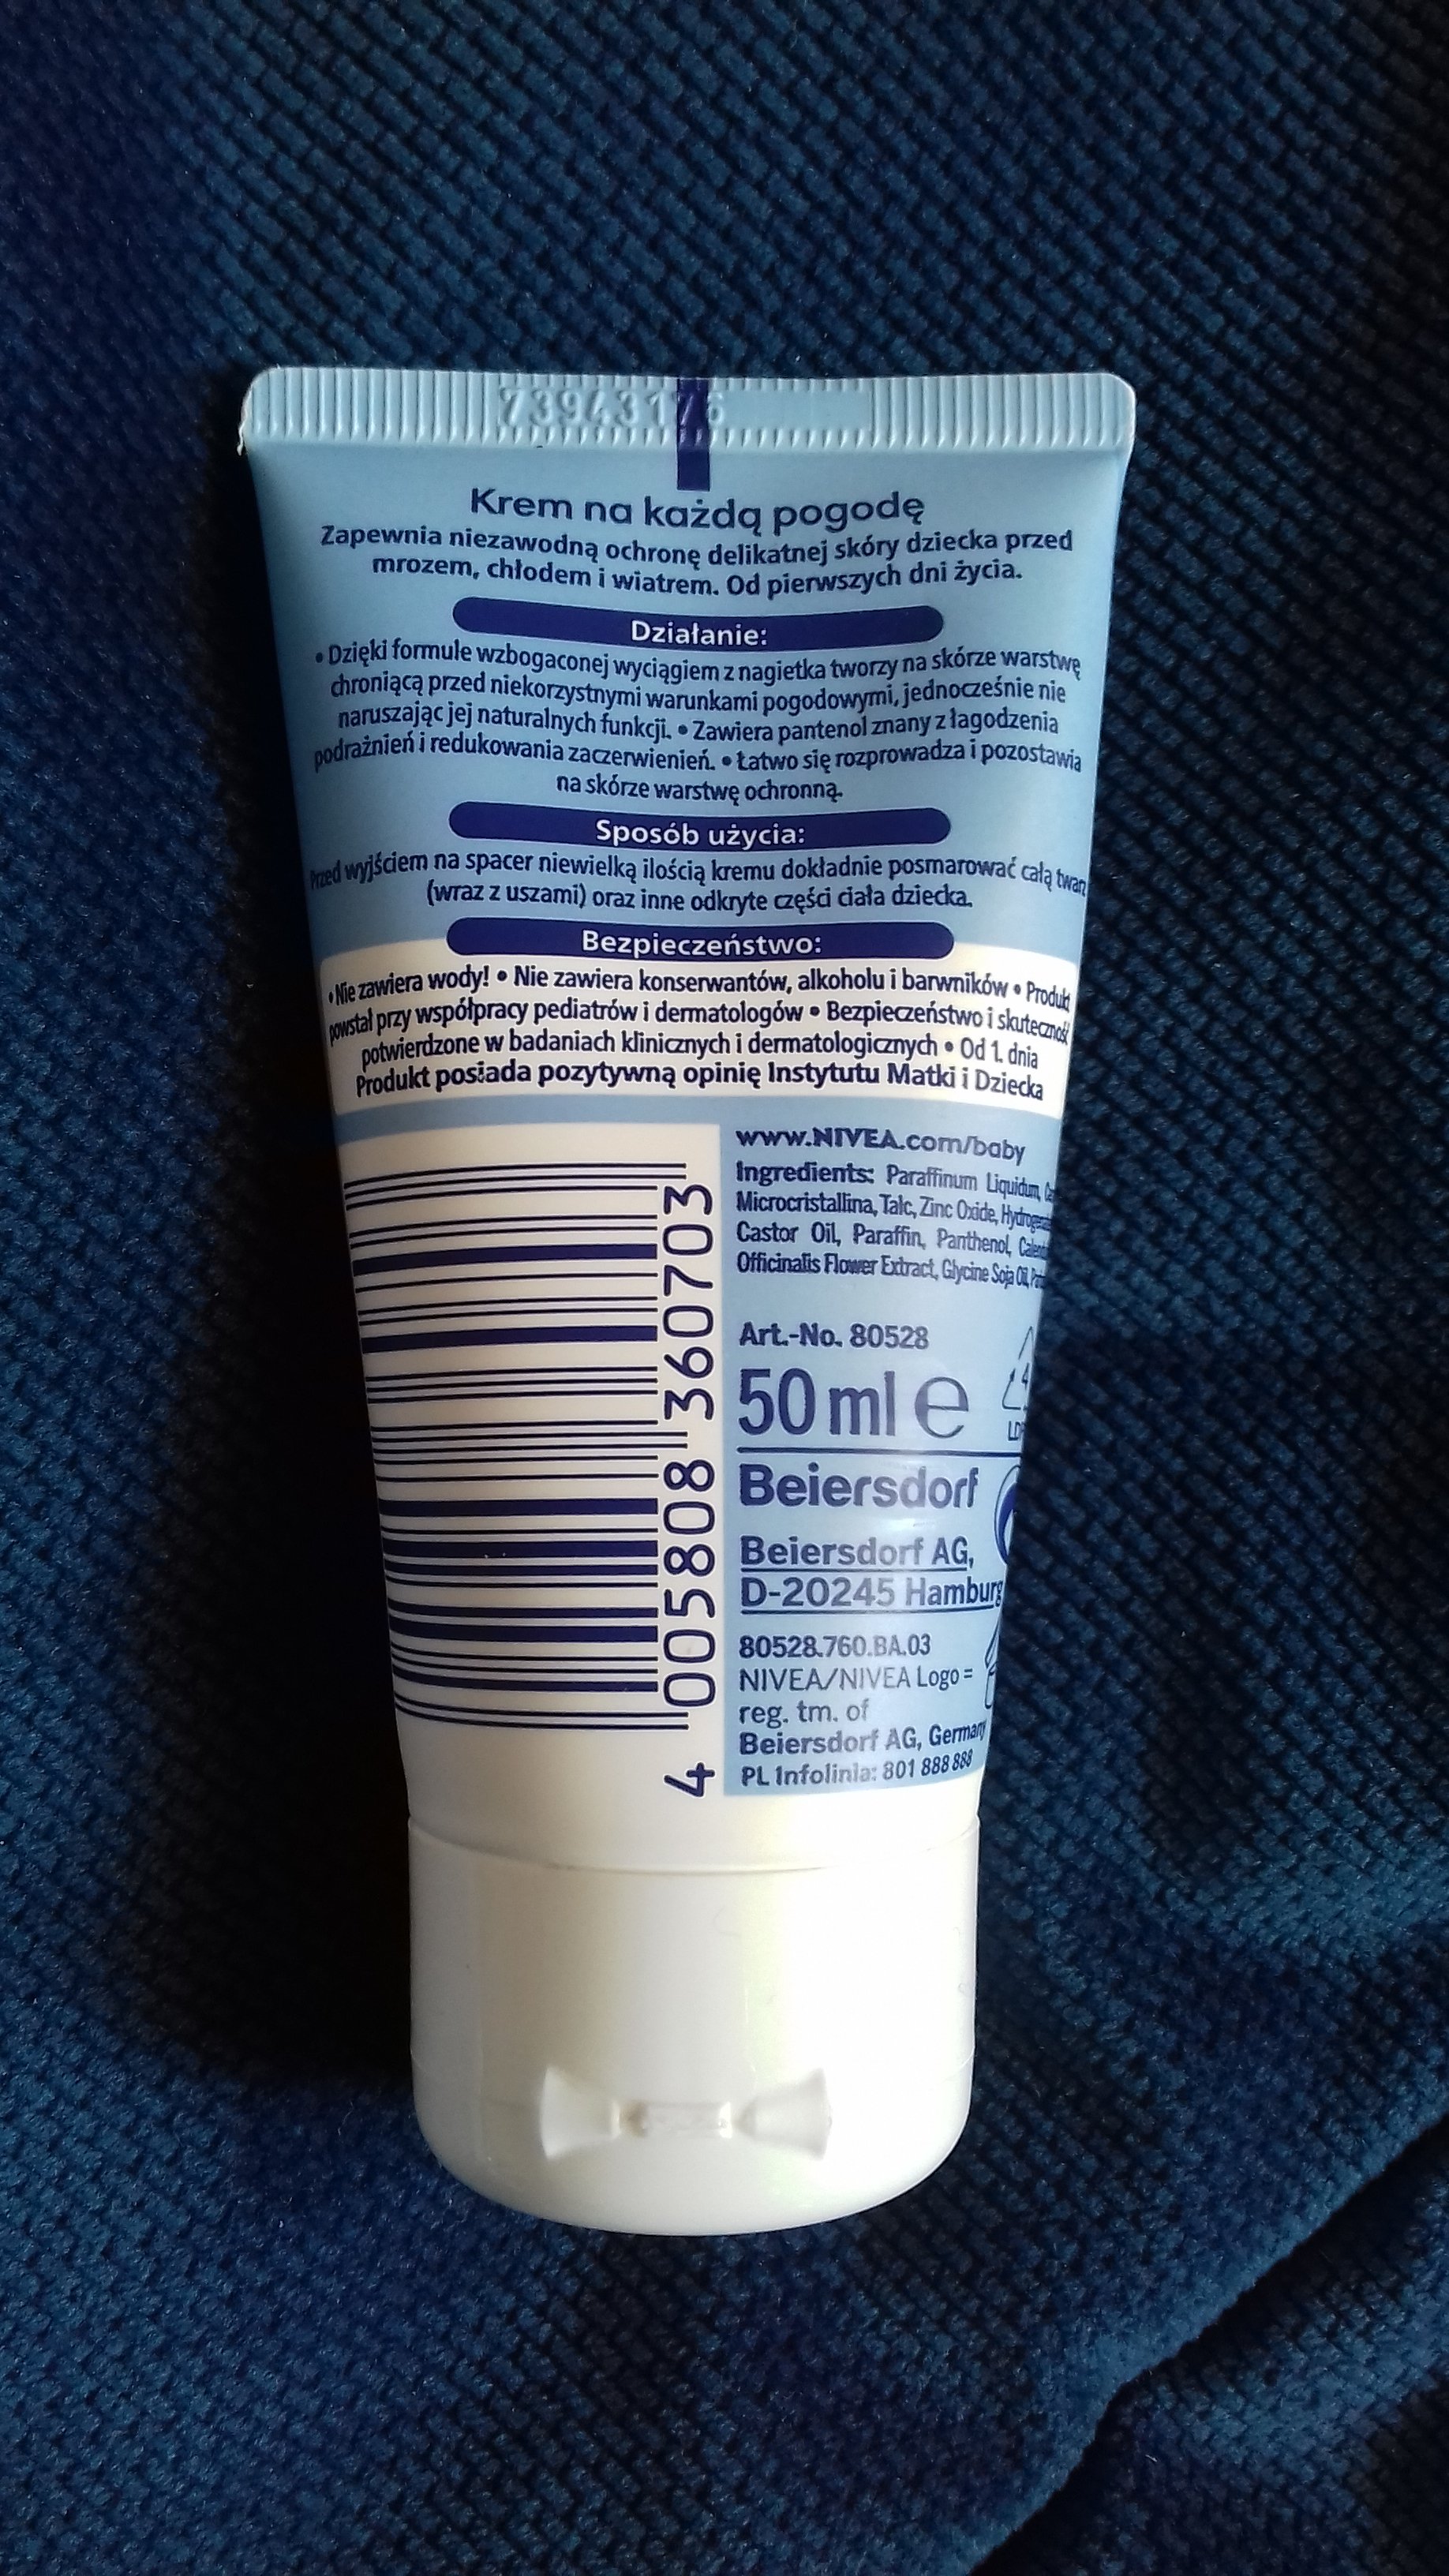 73943176
Krem na każdą pogodę
Zapewnia niezawodną ochronę delikatnej skóry dziecka przed
mrozem, chłodem i wiatrem. Od pierwszych dni życia.
Działanie:
• Dzięki formule wzbogaconej wyciągiem z nagietka tworzy na skórze warstwę
chroniącą przed niekorzystnymi warunkami pogodowymi, jednocześnie nie
naruszając jej naturalnych funkcji. • Zawiera pantenol znany z łagodzenia
podrażnień i redukowania zaczerwienień. • Łatwo się rozprowadza i pozostawia
na skórze warstwę ochronną.
Sposób użycia:
Przed wyjściem na spacer niewielką ilością kremu dokładnie posmarować całą twarz
(wraz z uszami) oraz inne odkryte części ciała dziecka.
Bezpieczeństwo:
• Nie zawiera wody! • Nie zawiera konserwantów, alkoholu i barwników • Produkt
powstał przy współpracy pediatrów i dermatologów • Bezpieczeństwo i skuteczność
potwierdzone w badaniach klinicznych i dermatologicznych • Od 1. dnia
Produkt posiada pozytywną opinię Instytutu Matki i Dziecka
4 005808 360703
www.NIVEA.com/baby
Ingredients: Paraffinum Liquidum,
Microcristallina, Talc, Zinc Oxide,
Castor Oil, Paraffin, Panthenol,
Officinalis Flower Extract, Glycine Soja Oil,
Art.-No. 80528
4
50 ml e
Beiersdorf
Beiersdorf AG,
D-20245 Hamburg
80528.760.BA.03
NIVEA/NIVEA Logo =
reg. tm. of
Beiersdorf AG, Germany
PL Infolinia: 801 888 888